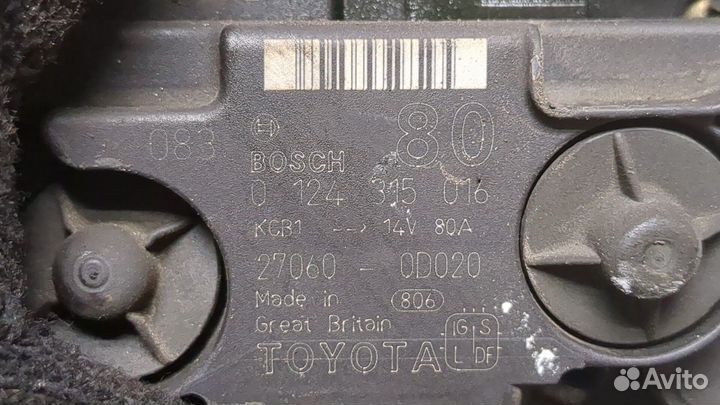 80
083
BOSCH
0 124 315 016
KCB1 --> 14V 80A
27060 - 0D020
Made in 806
Great Britain
TOYOTA
IG S
L DF
Avito